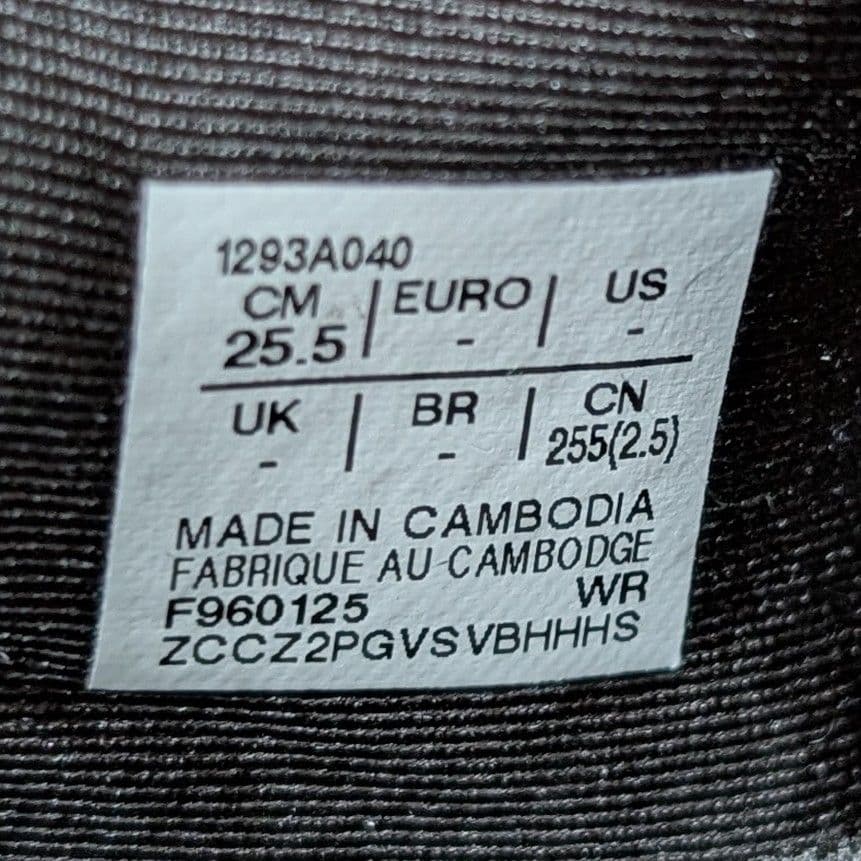 1293A040
CM | EURO | US
25.5 - -
UK | BR | CN
- - 255(2.5)
MADE IN CAMBODIA
FABRIQUE AU CAMBODGE
F960125 WR
ZCCZ2PGVSVBHHHS